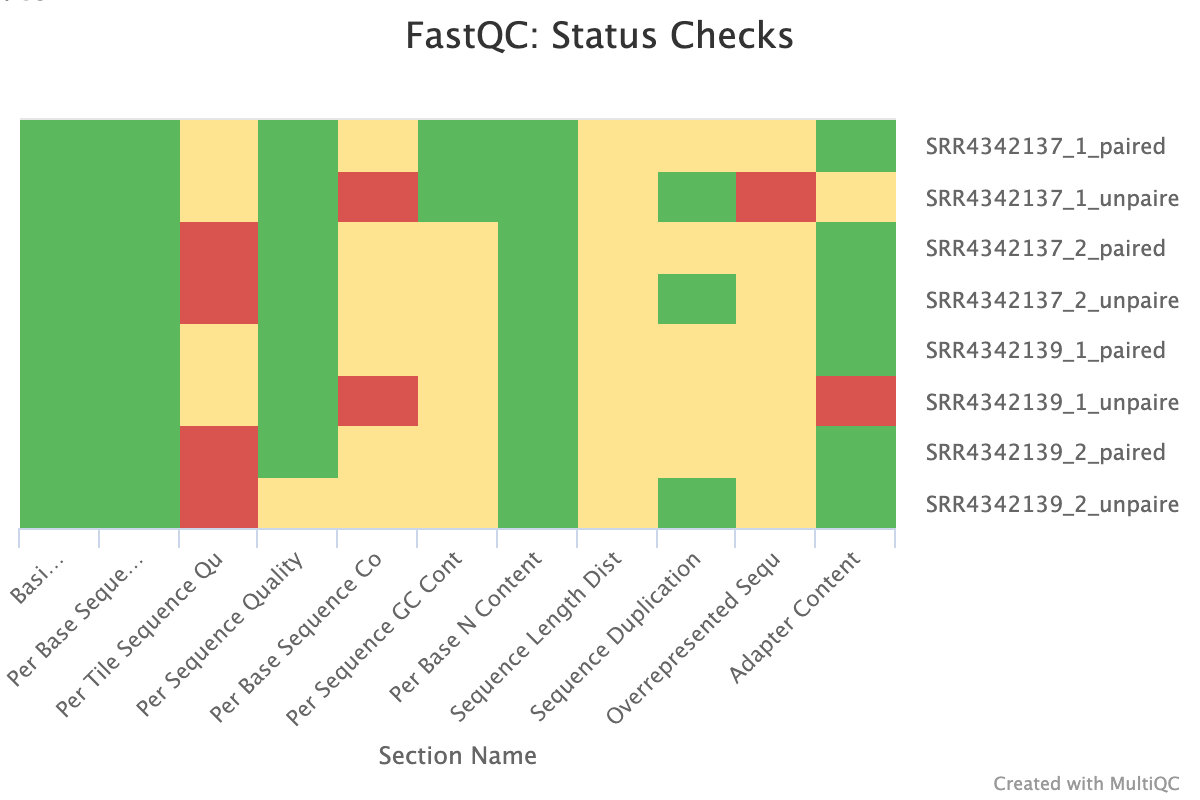 FastQC: Status Checks
SRR4342137_1_paired
SRR4342137_1_unpaire
SRR4342137_2_paired
SRR4342137_2_unpaire
SRR4342139_1_paired
SRR4342139_1_unpaire
SRR4342139_2_paired
SRR4342139_2_unpaire
Basi...
Per Base Seque...
Per Tile Sequence Qu
Per Sequence Quality
Per Base Sequence Co
Per Sequence GC Cont
Per Base N Content
Sequence Length Dist
Sequence Duplication
Overrepresented Sequ
Adapter Content
Section Name
Created with MultiQC